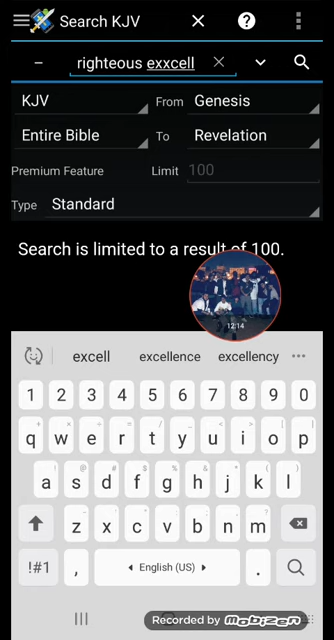 Search KJV
righteous exxcell
KJV From Genesis
Entire Bible To Revelation
Premium Feature Limit 100
Type Standard
Search is limited to a result of 100.
12:14
excell excellence excellency
1 2 3 4 5 6 7 8 9 0
q w e r t y u i o p
a s d f g h j k l
z x c v b n m
!#1 , English (US) .
Recorded by mobizen